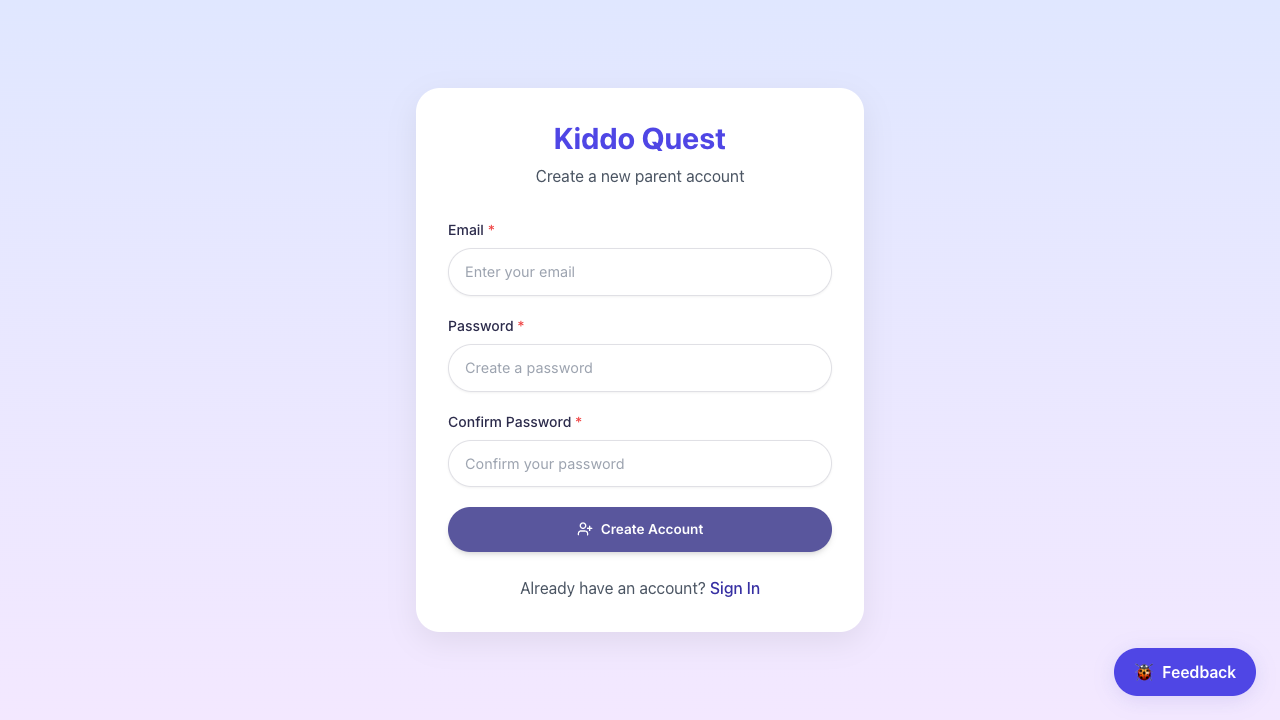 Kiddo Quest
Create a new parent account
Email *
Enter your email
Password *
Create a password
Confirm Password *
Confirm your password
Create Account
Already have an account? Sign In
Feedback